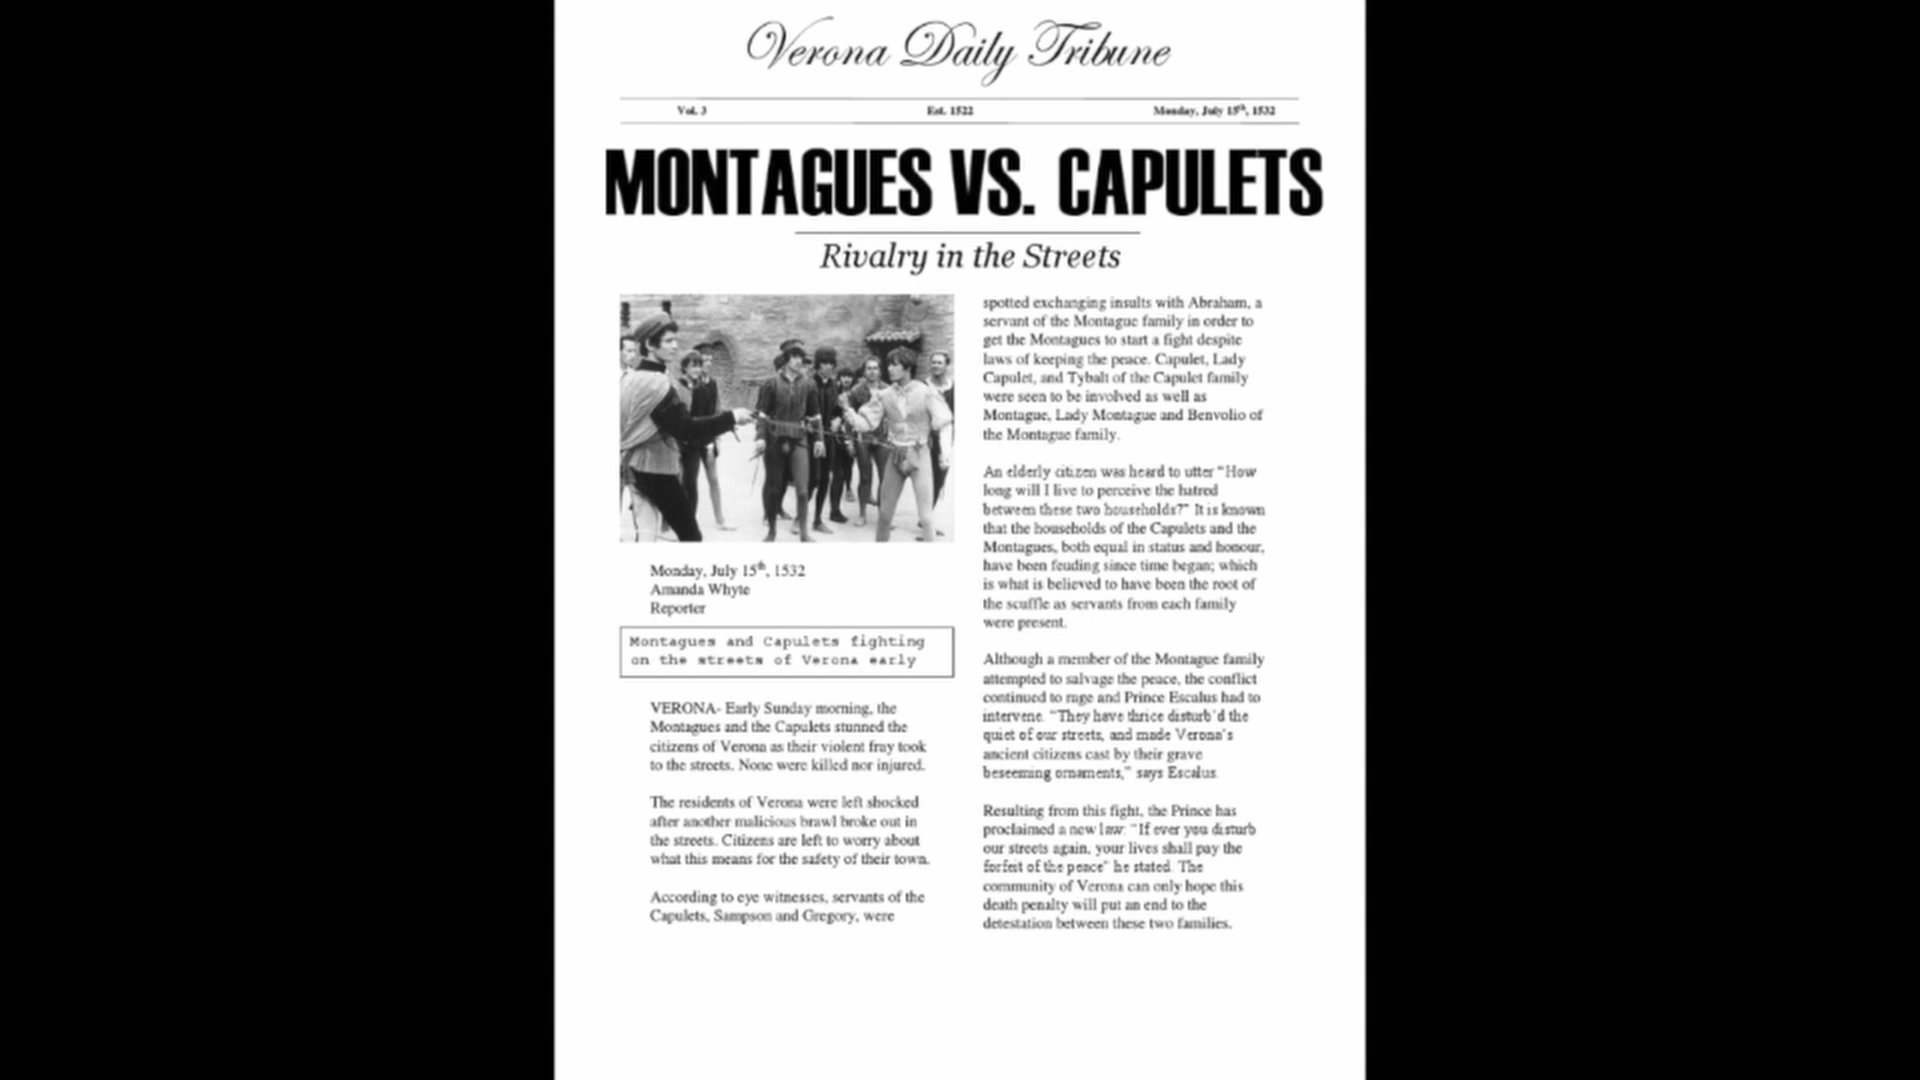 Verona Daily Tribune
Vol. 3 Est. 1522 Monday, July 15th, 1532
MONTAGUES VS. CAPULETS
Rivalry in the Streets
Monday, July 15th, 1532
Amanda Whyte
Reporter
Montagues and Capulets fighting
on the streets of Verona early
VERONA- Early Sunday morning, the
Montagues and the Capulets stunned the
citizens of Verona as their violent fray took
to the streets. None were killed nor injured.
The residents of Verona were left shocked
after another malicious brawl broke out in
the streets. Citizens are left to worry about
what this means for the safety of their town.
According to eye witnesses, servants of the
Capulets, Sampson and Gregory, were
spotted exchanging insults with Abraham, a
servant of the Montague family in order to
get the Montagues to start a fight despite
laws of keeping the peace. Capulet, Lady
Capulet, and Tybalt of the Capulet family
were seen to be involved as well as
Montague, Lady Montague and Benvolio of
the Montague family.
An elderly citizen was heard to utter "How
long will I live to perceive the hatred
between these two households?" It is known
that the households of the Capulets and the
Montagues, both equal in status and honour,
have been feuding since time began; which
is what is believed to have been the root of
the scuffle as servants from each family
were present.
Although a member of the Montague family
attempted to salvage the peace, the conflict
continued to rage and Prince Escalus had to
intervene. "They have thrice disturb'd the
quiet of our streets, and made Verona's
ancient citizens cast by their grave
beseeming ornaments," says Escalus.
Resulting from this fight, the Prince has
proclaimed a new law: "If ever you disturb
our streets again, your lives shall pay the
forfeit of the peace" he stated. The
community of Verona can only hope this
death penalty will put an end to the
detestation between these two families.